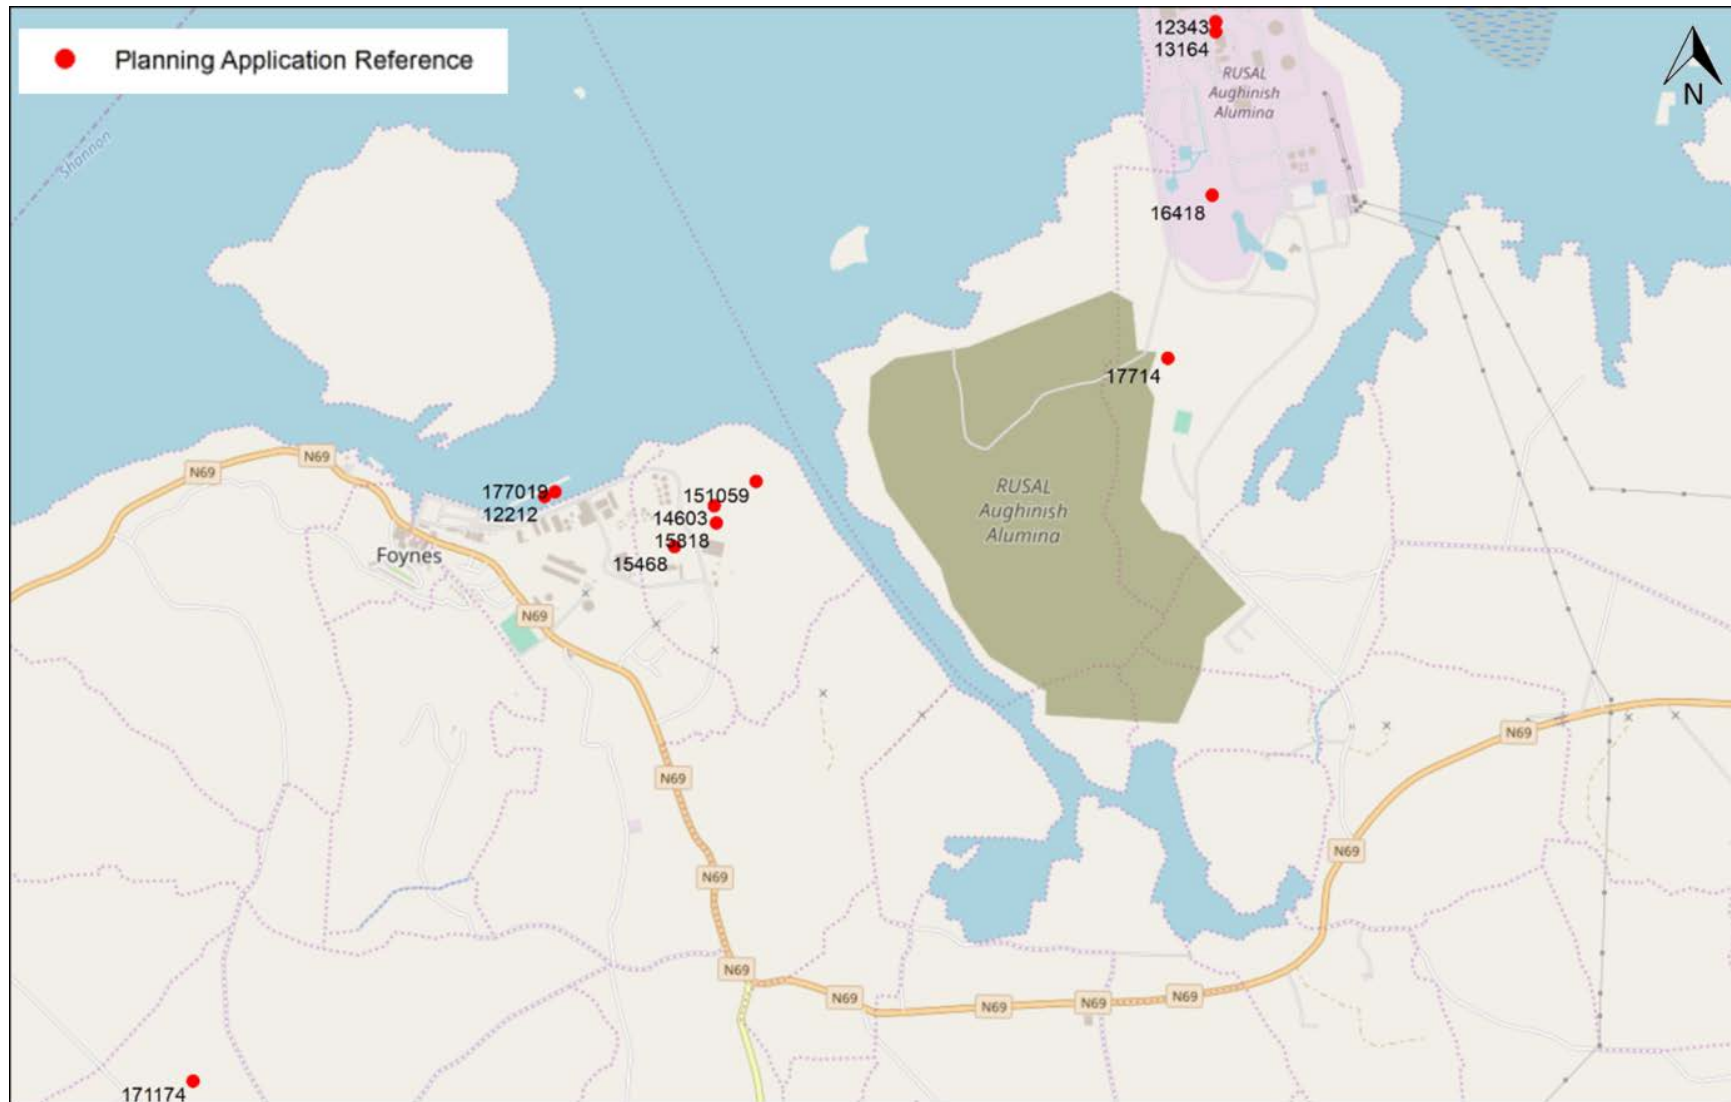 Planning Application Reference
12343
13164
N
RUSAL
Aughinish
Alumina
Shannon
16418
17714
N69
N69
177019
12212
151059
14603
15818
15468
RUSAL
Aughinish
Alumina
Foynes
N69
N69
N69
N69
N69
N69
N69
N69
N69
N69
N69
171174